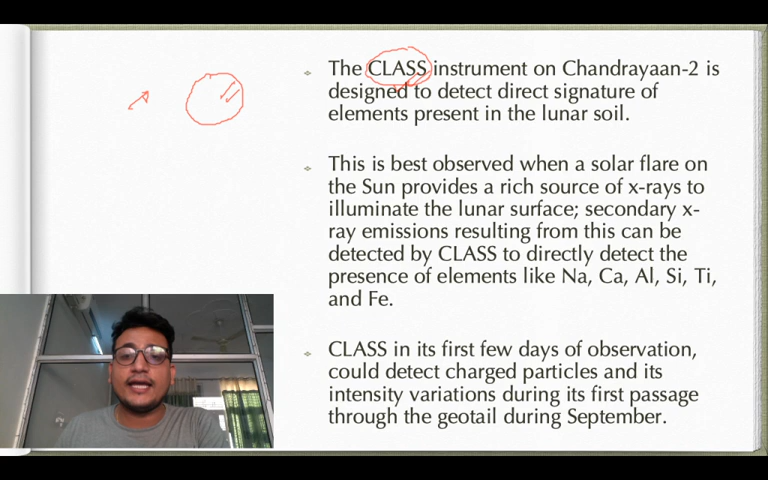 The CLASS instrument on Chandrayaan-2 is
designed to detect direct signature of
elements present in the lunar soil.
This is best observed when a solar flare on
the Sun provides a rich source of x-rays to
illuminate the lunar surface; secondary x-
ray emissions resulting from this can be
detected by CLASS to directly detect the
presence of elements like Na, Ca, Al, Si, Ti,
and Fe.
CLASS in its first few days of observation,
could detect charged particles and its
intensity variations during its first passage
through the geotail during September.